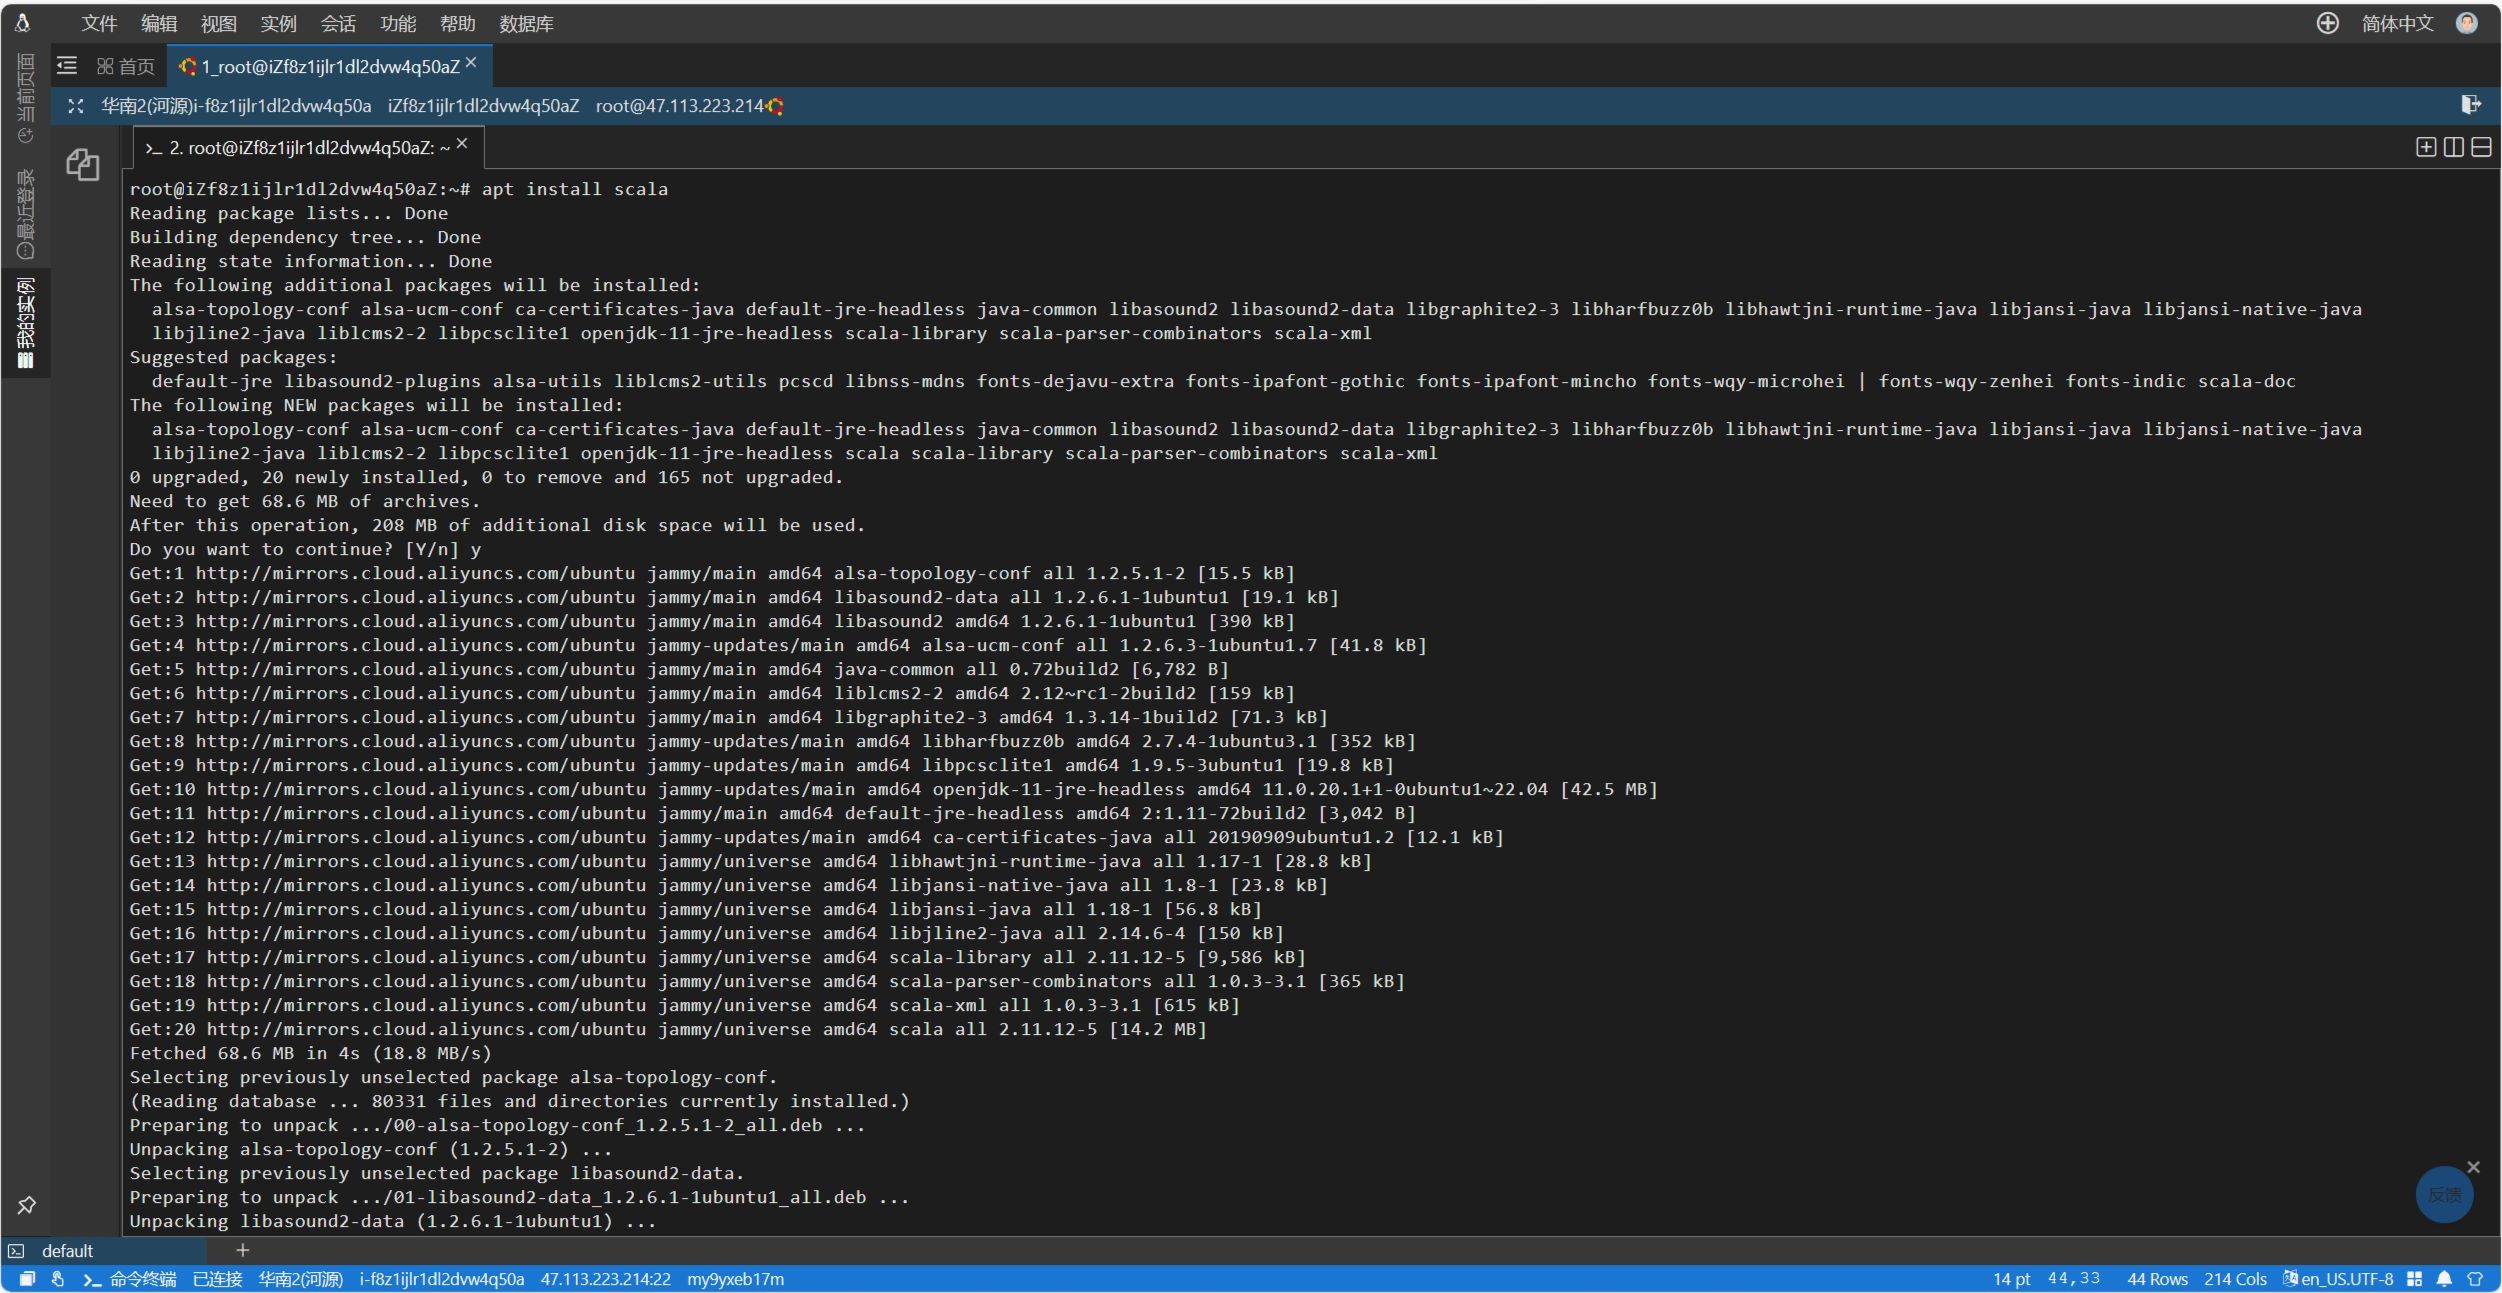 文件 编辑 视图 实例 会话 功能 帮助 数据库 简体中文
首页 1_root@iZf8z1ijlr1dl2dvw4q50aZ
华南2(河源)i-f8z1ijlr1dl2dvw4q50a iZf8z1ijlr1dl2dvw4q50aZ root@47.113.223.214
当前页面
最近登录
我的实例
2. root@iZf8z1ijlr1dl2dvw4q50aZ: ~
root@iZf8z1ijlr1dl2dvw4q50aZ:~# apt install scala
Reading package lists... Done
Building dependency tree... Done
Reading state information... Done
The following additional packages will be installed:
alsa-topology-conf alsa-ucm-conf ca-certificates-java default-jre-headless java-common libasound2 libasound2-data libgraphite2-3 libharfbuzz0b libhawtjni-runtime-java libjansi-java libjansi-native-java
libjline2-java liblcms2-2 libpcsclite1 openjdk-11-jre-headless scala-library scala-parser-combinators scala-xml
Suggested packages:
default-jre libasound2-plugins alsa-utils liblcms2-utils pcscd libnss-mdns fonts-dejavu-extra fonts-ipafont-gothic fonts-ipafont-mincho fonts-wqy-microhei | fonts-wqy-zenhei fonts-indic scala-doc
The following NEW packages will be installed:
alsa-topology-conf alsa-ucm-conf ca-certificates-java default-jre-headless java-common libasound2 libasound2-data libgraphite2-3 libharfbuzz0b libhawtjni-runtime-java libjansi-java libjansi-native-java
libjline2-java liblcms2-2 libpcsclite1 openjdk-11-jre-headless scala scala-library scala-parser-combinators scala-xml
0 upgraded, 20 newly installed, 0 to remove and 165 not upgraded.
Need to get 68.6 MB of archives.
After this operation, 208 MB of additional disk space will be used.
Do you want to continue? [Y/n] y
Get:1 http://mirrors.cloud.aliyuncs.com/ubuntu jammy/main amd64 alsa-topology-conf all 1.2.5.1-2 [15.5 kB]
Get:2 http://mirrors.cloud.aliyuncs.com/ubuntu jammy/main amd64 libasound2-data all 1.2.6.1-1ubuntu1 [19.1 kB]
Get:3 http://mirrors.cloud.aliyuncs.com/ubuntu jammy/main amd64 libasound2 amd64 1.2.6.1-1ubuntu1 [390 kB]
Get:4 http://mirrors.cloud.aliyuncs.com/ubuntu jammy-updates/main amd64 alsa-ucm-conf all 1.2.6.3-1ubuntu1.7 [41.8 kB]
Get:5 http://mirrors.cloud.aliyuncs.com/ubuntu jammy/main amd64 java-common all 0.72build2 [6,782 B]
Get:6 http://mirrors.cloud.aliyuncs.com/ubuntu jammy/main amd64 liblcms2-2 amd64 2.12~rc1-2build2 [159 kB]
Get:7 http://mirrors.cloud.aliyuncs.com/ubuntu jammy/main amd64 libgraphite2-3 amd64 1.3.14-1build2 [71.3 kB]
Get:8 http://mirrors.cloud.aliyuncs.com/ubuntu jammy-updates/main amd64 libharfbuzz0b amd64 2.7.4-1ubuntu3.1 [352 kB]
Get:9 http://mirrors.cloud.aliyuncs.com/ubuntu jammy-updates/main amd64 libpcsclite1 amd64 1.9.5-3ubuntu1 [19.8 kB]
Get:10 http://mirrors.cloud.aliyuncs.com/ubuntu jammy-updates/main amd64 openjdk-11-jre-headless amd64 11.0.20.1+1-0ubuntu1~22.04 [42.5 MB]
Get:11 http://mirrors.cloud.aliyuncs.com/ubuntu jammy/main amd64 default-jre-headless amd64 2:1.11-72build2 [3,042 B]
Get:12 http://mirrors.cloud.aliyuncs.com/ubuntu jammy-updates/main amd64 ca-certificates-java all 20190909ubuntu1.2 [12.1 kB]
Get:13 http://mirrors.cloud.aliyuncs.com/ubuntu jammy/universe amd64 libhawtjni-runtime-java all 1.17-1 [28.8 kB]
Get:14 http://mirrors.cloud.aliyuncs.com/ubuntu jammy/universe amd64 libjansi-native-java all 1.8-1 [23.8 kB]
Get:15 http://mirrors.cloud.aliyuncs.com/ubuntu jammy/universe amd64 libjansi-java all 1.18-1 [56.8 kB]
Get:16 http://mirrors.cloud.aliyuncs.com/ubuntu jammy/universe amd64 libjline2-java all 2.14.6-4 [150 kB]
Get:17 http://mirrors.cloud.aliyuncs.com/ubuntu jammy/universe amd64 scala-library all 2.11.12-5 [9,586 kB]
Get:18 http://mirrors.cloud.aliyuncs.com/ubuntu jammy/universe amd64 scala-parser-combinators all 1.0.3-3.1 [365 kB]
Get:19 http://mirrors.cloud.aliyuncs.com/ubuntu jammy/universe amd64 scala-xml all 1.0.3-3.1 [615 kB]
Get:20 http://mirrors.cloud.aliyuncs.com/ubuntu jammy/universe amd64 scala all 2.11.12-5 [14.2 MB]
Fetched 68.6 MB in 4s (18.8 MB/s)
Selecting previously unselected package alsa-topology-conf.
(Reading database ... 80331 files and directories currently installed.)
Preparing to unpack .../00-alsa-topology-conf_1.2.5.1-2_all.deb ...
Unpacking alsa-topology-conf (1.2.5.1-2) ...
Selecting previously unselected package libasound2-data.
Preparing to unpack .../01-libasound2-data_1.2.6.1-1ubuntu1_all.deb ...
Unpacking libasound2-data (1.2.6.1-1ubuntu1) ...
反馈
default
命令终端 已连接 华南2(河源) i-f8z1ijlr1dl2dvw4q50a 47.113.223.214:22 my9yxeb17m 14 pt 44,33 44 Rows 214 Cols en_US.UTF-8